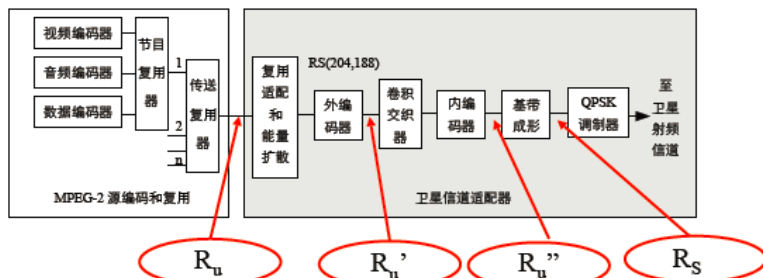 视频编码器
音频编码器
数据编码器
节目
复用
器
1
2
n
传送
复用
器
MPEG-2 源编码和复用
复用
适配
和
能量
扩散
RS(204,188)
外编
码器
卷积
交织
器
内编
码器
基带
成形
QPSK
调制器
至
卫星
射频
信道
卫星信道适配器
Ru
Ru’
Ru”
RS